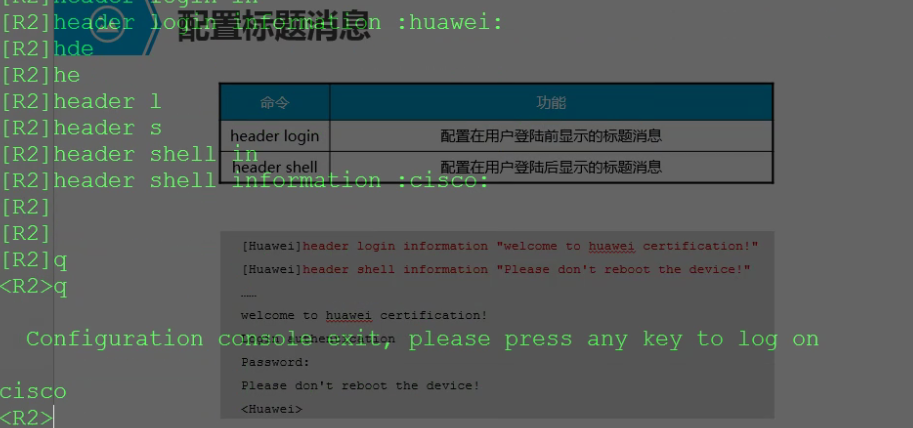 [R2]header login in
配置标题消息
[R2]header login information :huawei:
[R2]hde
[R2]he
[R2]header l
[R2]header s
[R2]header shell in
[R2]header shell information :cisco:
[R2]
[R2]
[R2]q
<R2>q
Configuration console exit, please press any key to log on
cisco
<R2>
命令 功能
header login 配置在用户登陆前显示的标题消息
header shell 配置在用户登陆后显示的标题消息
[Huawei]header login information "welcome to huawei certification!"
[Huawei]header shell information "Please don't reboot the device!"
……
welcome to huawei certification!
Password:
Please don't reboot the device!
<Huawei>